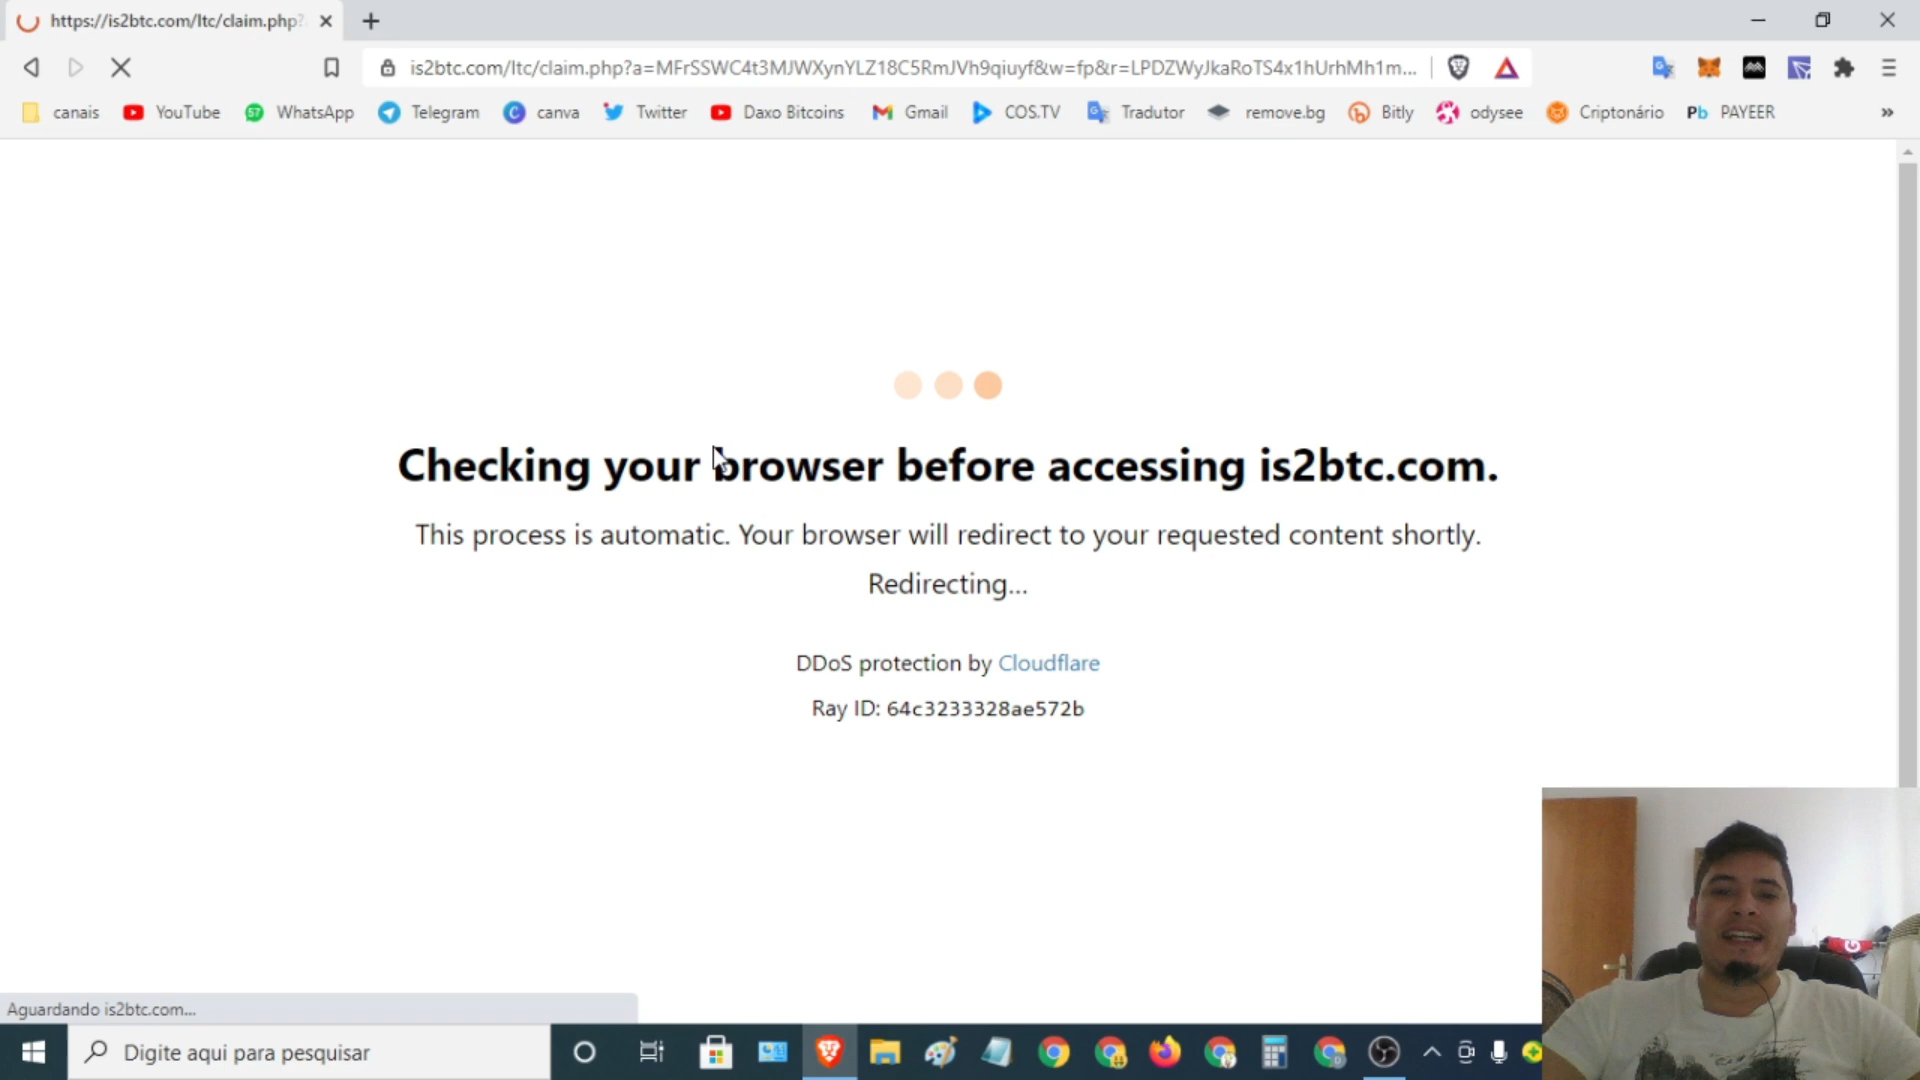 https://is2btc.com/ltc/claim.php?
is2btc.com/ltc/claim.php?a=MFrSSWC4t3MJWXynYLZ18C5RmJVh9qiuyf&w=fp&r=LPDZWyJkaRoTS4x1hUrhMh1m...
canais YouTube WhatsApp Telegram canva Twitter Daxo Bitcoins Gmail COS.TV Tradutor remove.bg Bitly odysee Criptonário Pb PAYEER »
Checking your browser before accessing is2btc.com.
This process is automatic. Your browser will redirect to your requested content shortly.
Redirecting...
DDoS protection by Cloudflare
Ray ID: 64c3233328ae572b
Aguardando is2btc.com...
Digite aqui para pesquisar